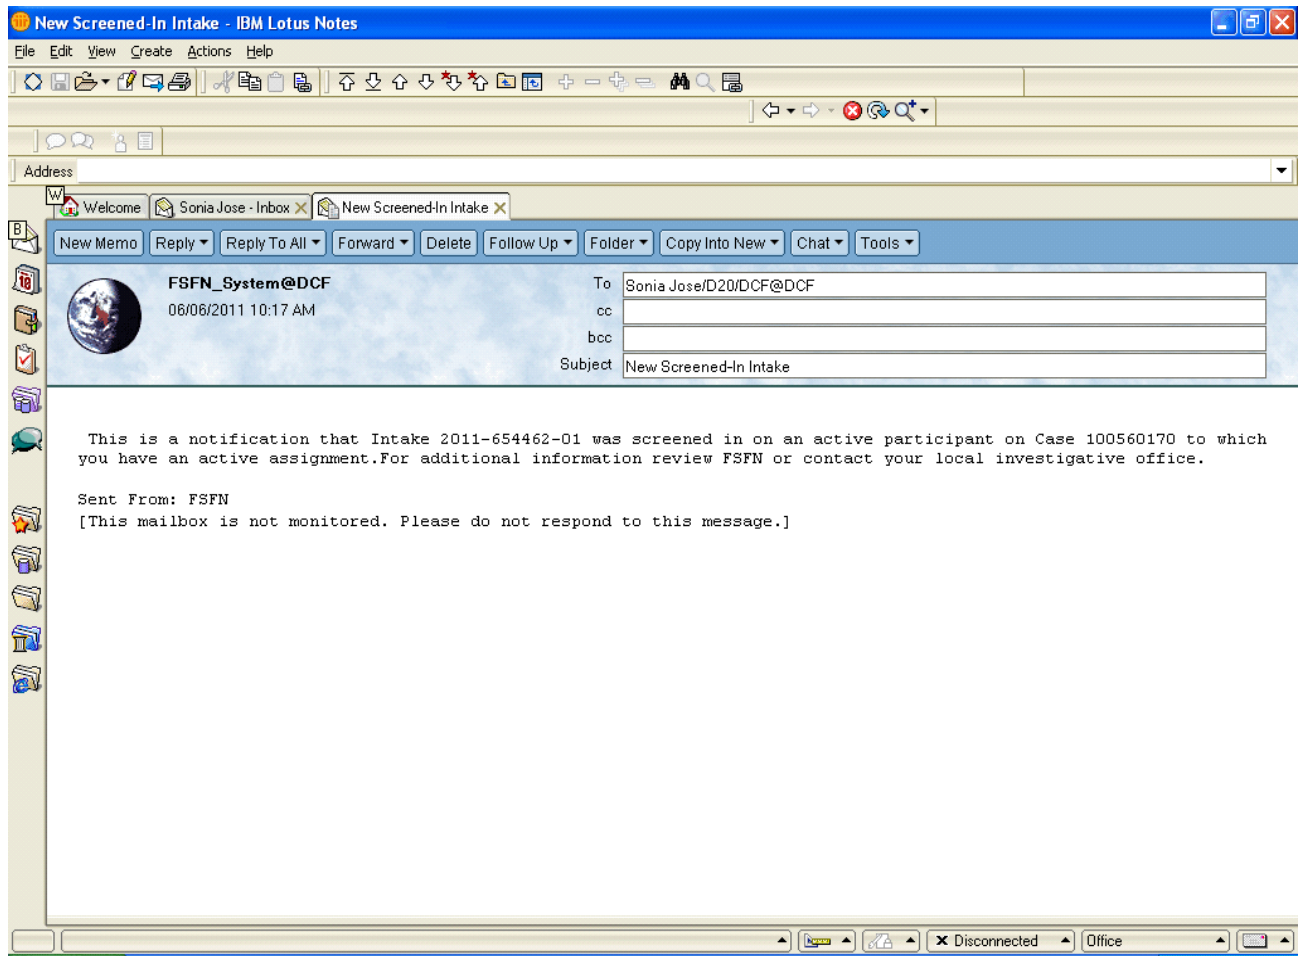 New Screened-In Intake - IBM Lotus Notes
File Edit View Create Actions Help
Address
W
Welcome Sonia Jose - Inbox New Screened-In Intake
B
New Memo Reply Reply To All Forward Delete Follow Up Folder Copy Into New Chat Tools
FSFN_System@DCF
06/06/2011 10:17 AM
To Sonia Jose/D20/DCF@DCF
cc
bcc
Subject New Screened-In Intake
18
This is a notification that Intake 2011-654462-01 was screened in on an active participant on Case 100560170 to which
you have an active assignment.For additional information review FSFN or contact your local investigative office.
Sent From: FSFN
[This mailbox is not monitored. Please do not respond to this message.]
Disconnected Office